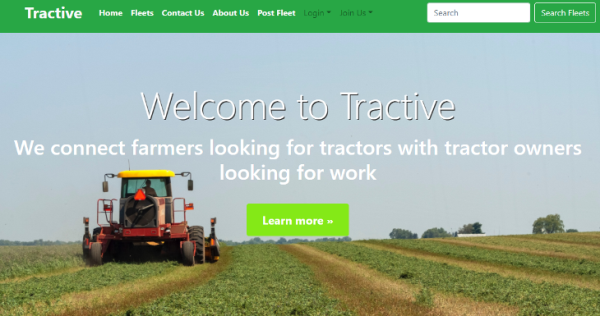 Tractive Home Fleets Contact Us About Us Post Fleet Login Join Us Search Search Fleets
Welcome to Tractive
We connect farmers looking for tractors with tractor owners
looking for work
Learn more »